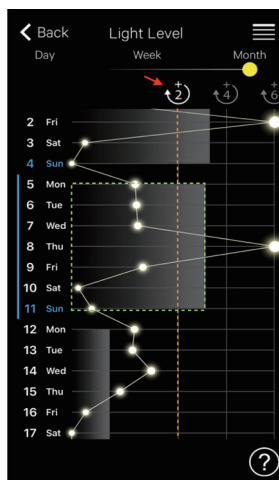 Back Light Level
Day Week Month
+2 +4 +6
2 Fri
3 Sat
4 Sun
5 Mon
6 Tue
7 Wed
8 Thu
9 Fri
10 Sat
11 Sun
12 Mon
13 Tue
14 Wed
15 Thu
16 Fri
17 Sat
?